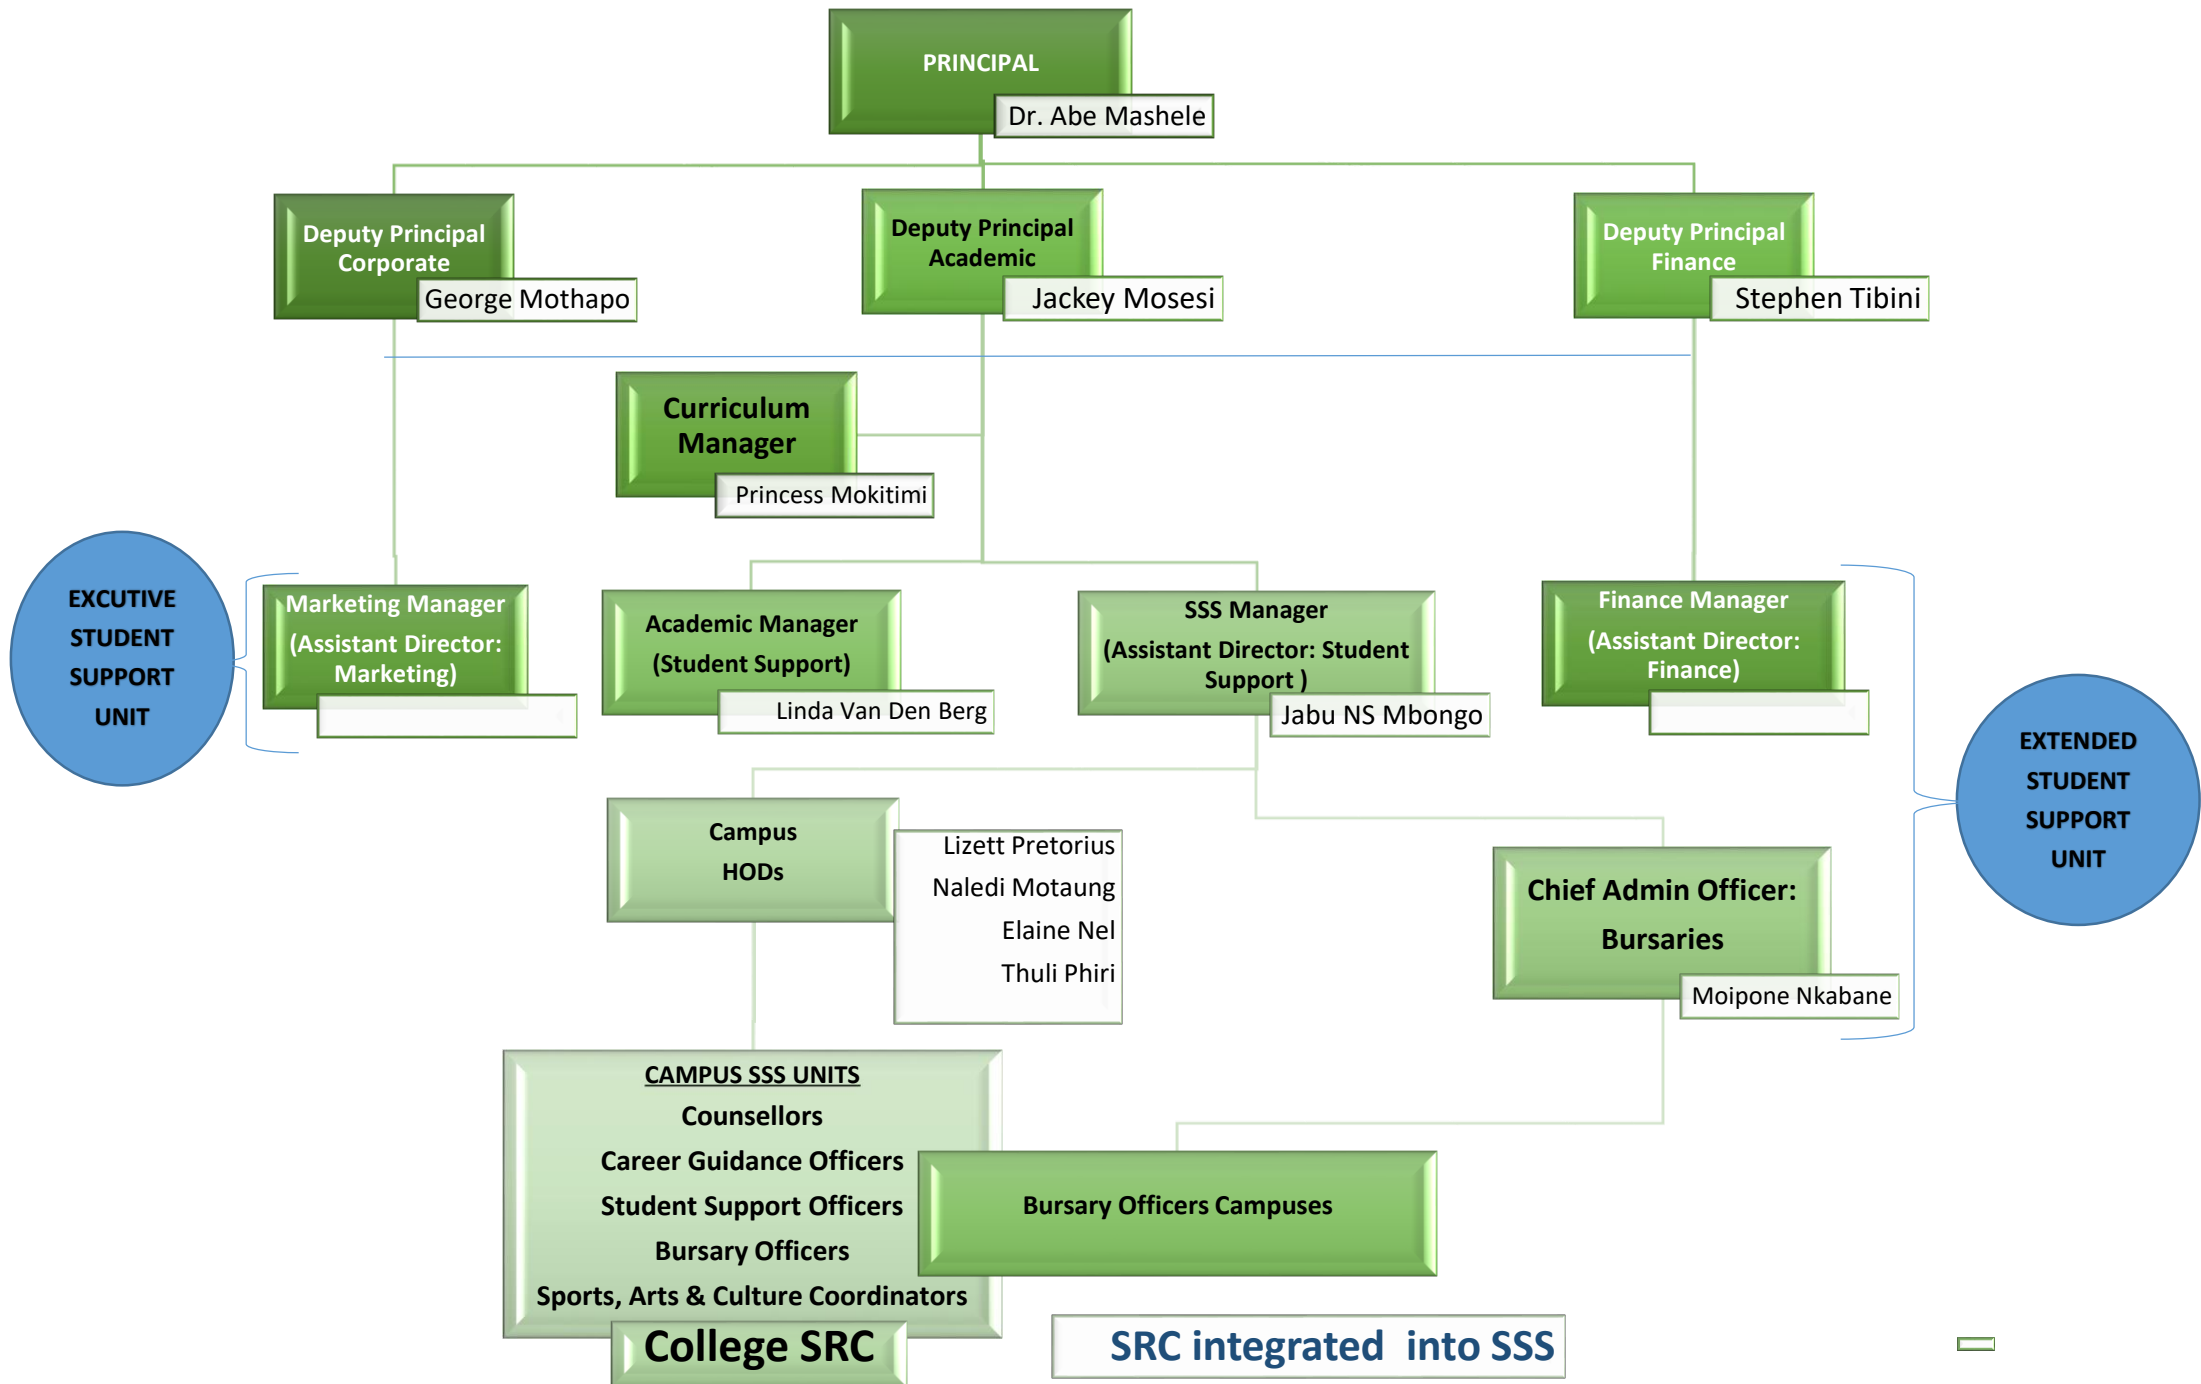 PRINCIPAL
Dr. Abe Mashele
Deputy Principal
Corporate
George Mothapo
Deputy Principal
Academic
Jackey Mosesi
Deputy Principal
Finance
Stephen Tibini
Curriculum
Manager
Princess Mokitimi
EXCUTIVE
STUDENT
SUPPORT
UNIT
Marketing Manager
(Assistant Director:
Marketing)
Academic Manager
(Student Support)
Linda Van Den Berg
SSS Manager
(Assistant Director: Student
Support )
Jabu NS Mbongo
Finance Manager
(Assistant Director:
Finance)
EXTENDED
STUDENT
SUPPORT
UNIT
Campus
HODs
Lizett Pretorius
Naledi Motaung
Elaine Nel
Thuli Phiri
Chief Admin Officer:
Bursaries
Moipone Nkabane
CAMPUS SSS UNITS
Counsellors
Career Guidance Officers
Student Support Officers
Bursary Officers
Sports, Arts & Culture Coordinators
Bursary Officers Campuses
College SRC
SRC integrated  into SSS